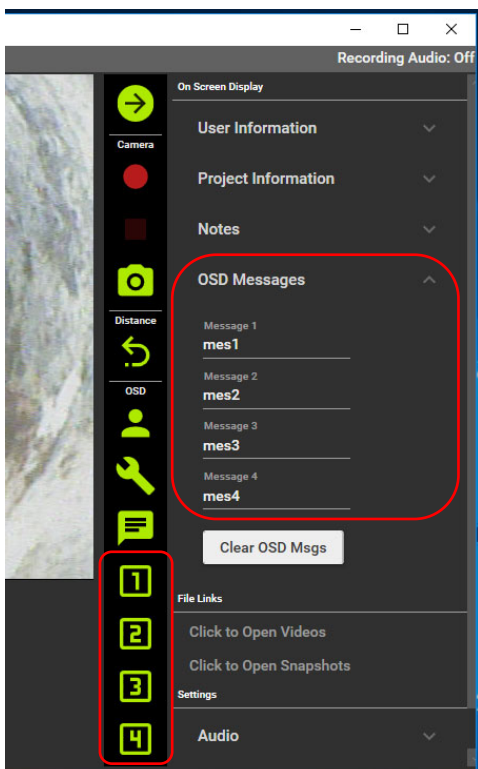 Recording Audio: Off
On Screen Display
User Information
Camera
Project Information
Notes
OSD Messages
Distance
Message 1
mes1
Message 2
OSD
mes2
Message 3
mes3
Message 4
mes4
Clear OSD Msgs
1
File Links
2
Click to Open Videos
Click to Open Snapshots
3
Settings
4
Audio